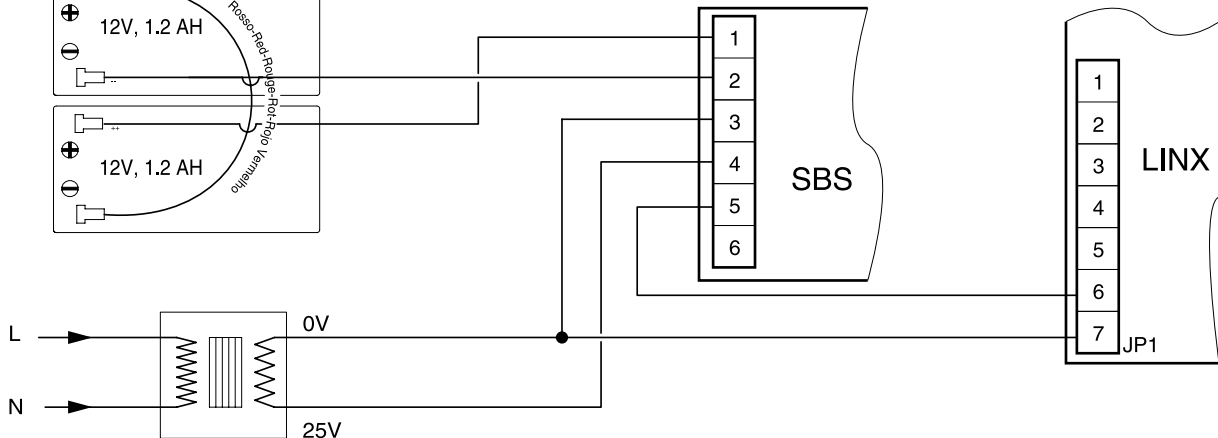 12V, 1.2 AH
--
Rosso-Red-Rouge-Rot-Rojo Vermelho
++
12V, 1.2 AH
1
2
3
4
5
6
SBS
1
2
3
4
5
6
7
LINX
JP1
L
N
0V
25V